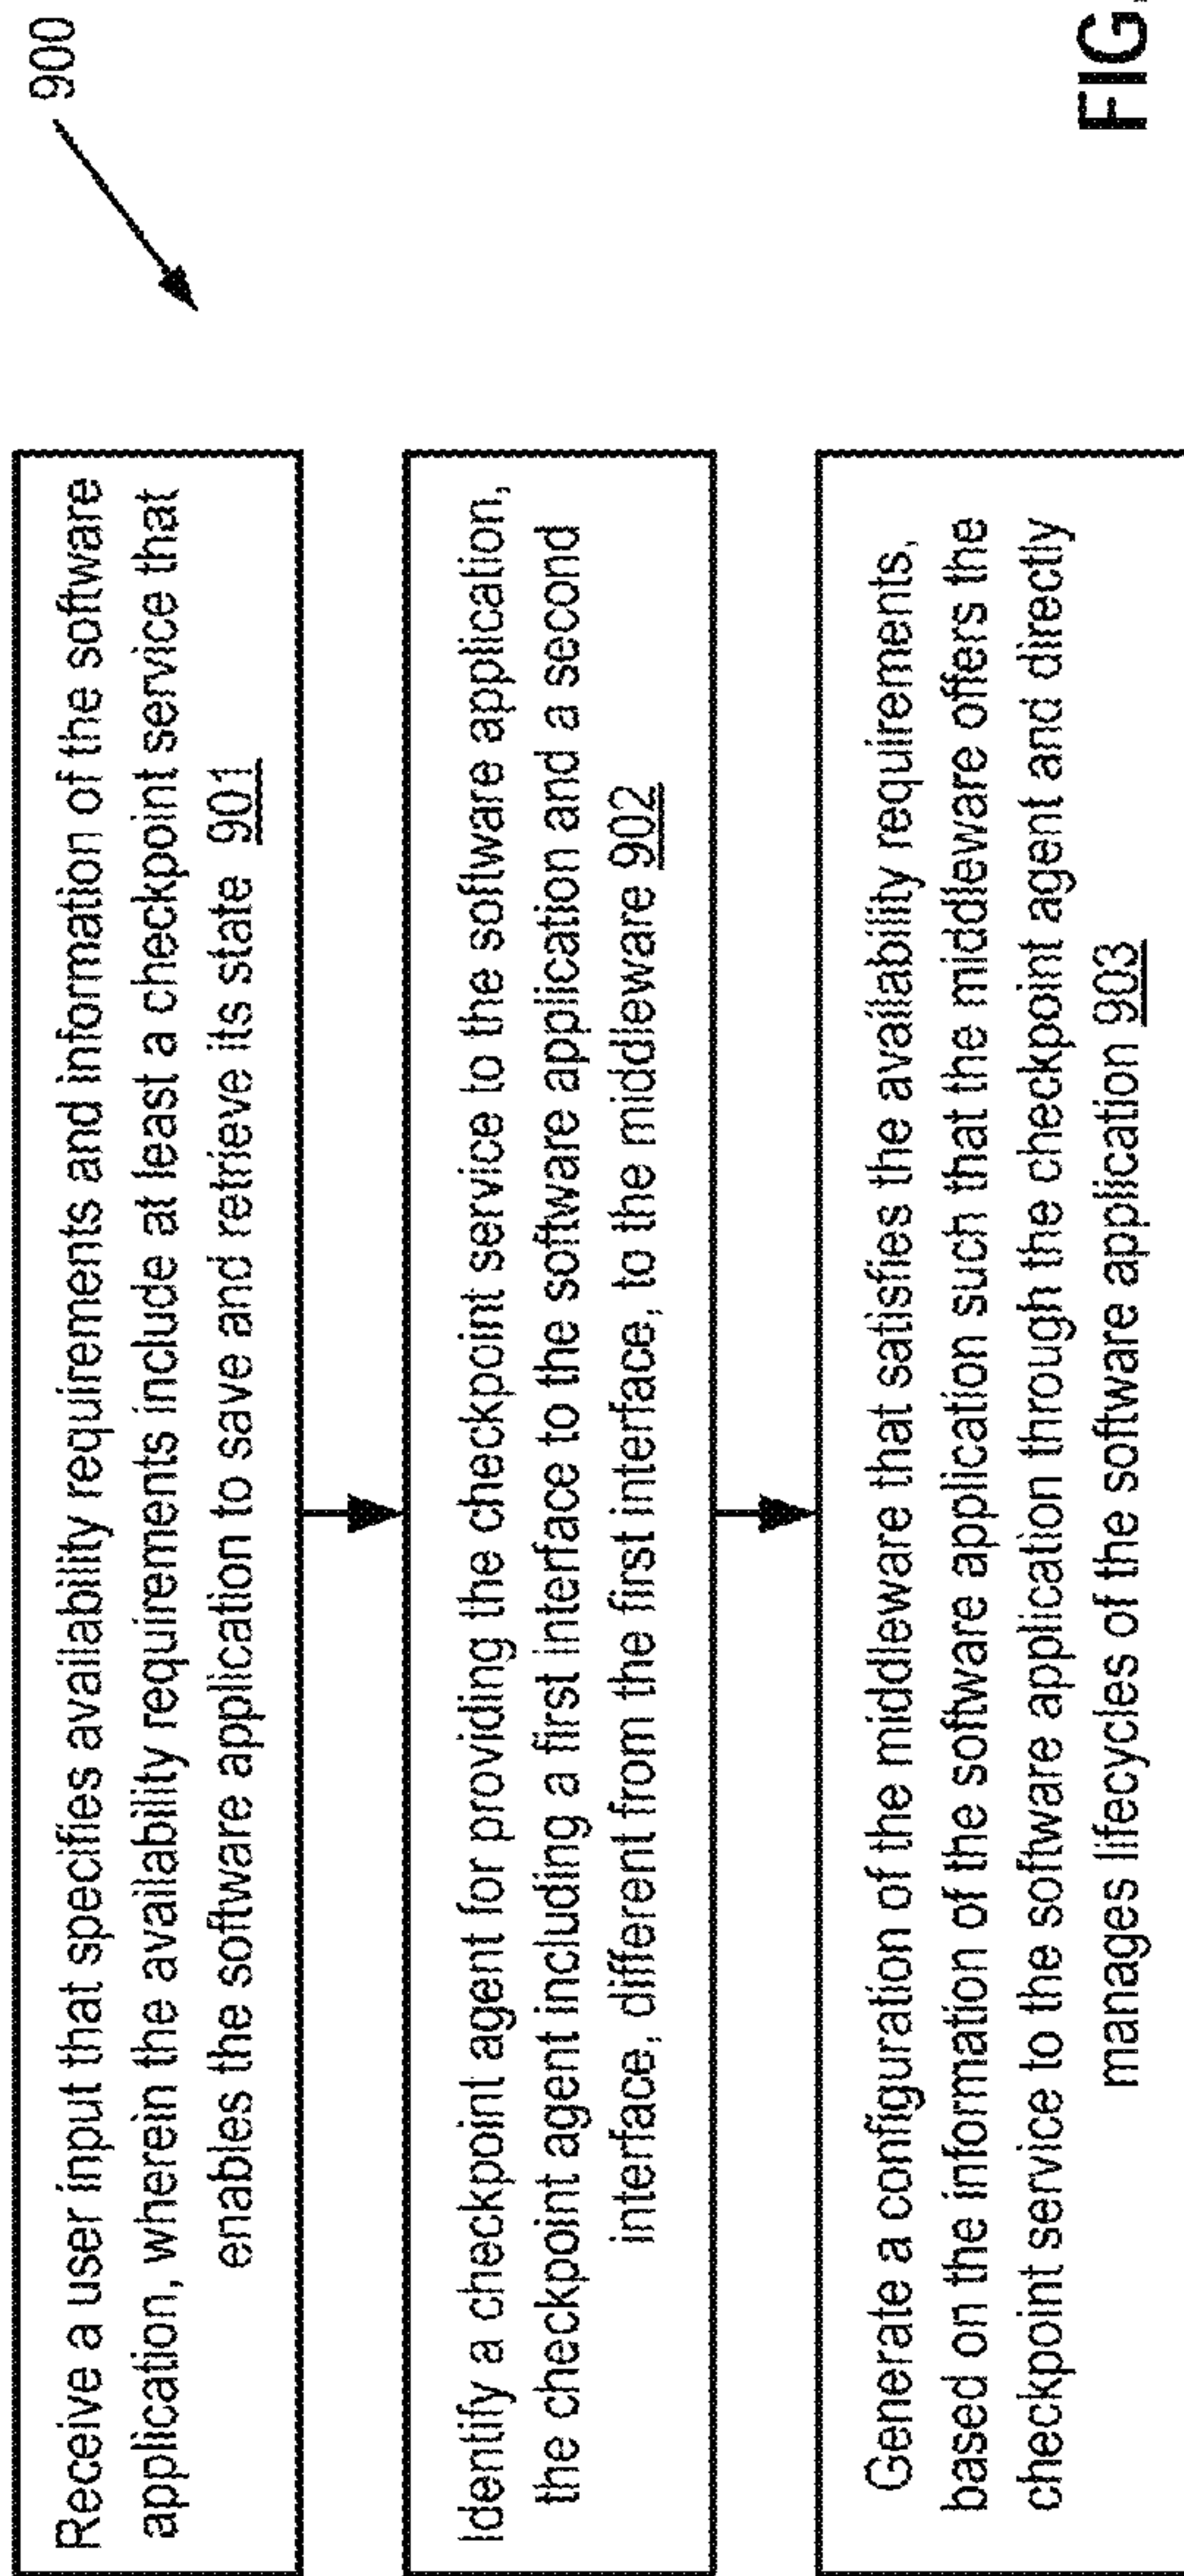 900
Receive a user input that specifies availability requirements and information of the software
application, wherein the availability requirements include at least a checkpoint service that
enables the software application to save and retrieve its state 901
Identify a checkpoint agent for providing the checkpoint service to the software application,
the checkpoint agent including a first interface to the software application and a second
interface, different from the first interface, to the middleware 902
Generate a configuration of the middleware that satisfies the availability requirements,
based on the information of the software application such that the middleware offers the
checkpoint service to the software application through the checkpoint agent and directly
manages lifecycles of the software application 903
FIG.